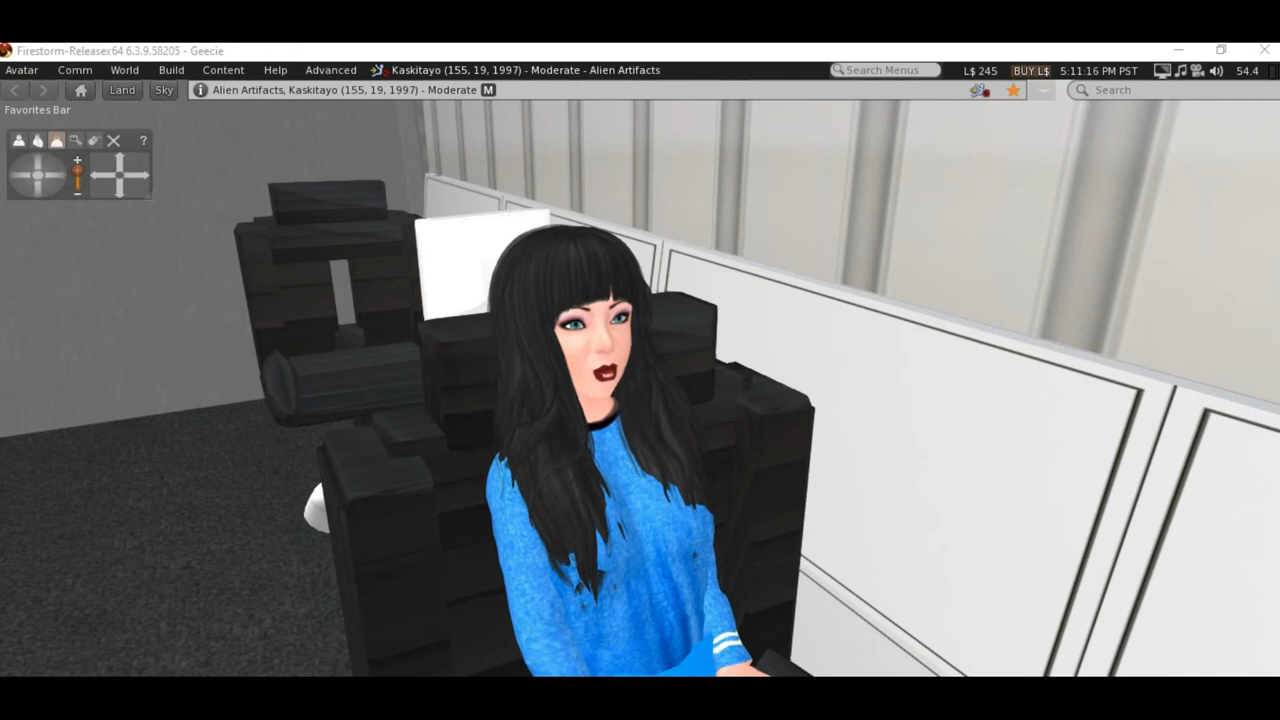 Firestorm-Releasex64 6.3.9.58205 - Geecie
Avatar Comm World Build Content Help Advanced Kaskitayo (155, 19, 1997) - Moderate - Alien Artifacts Search Menus L$ 245 BUY L$ 5:11:16 PM PST 54.4
Land Sky Alien Artifacts, Kaskitayo (155, 19, 1997) - Moderate M Search
Favorites Bar
?